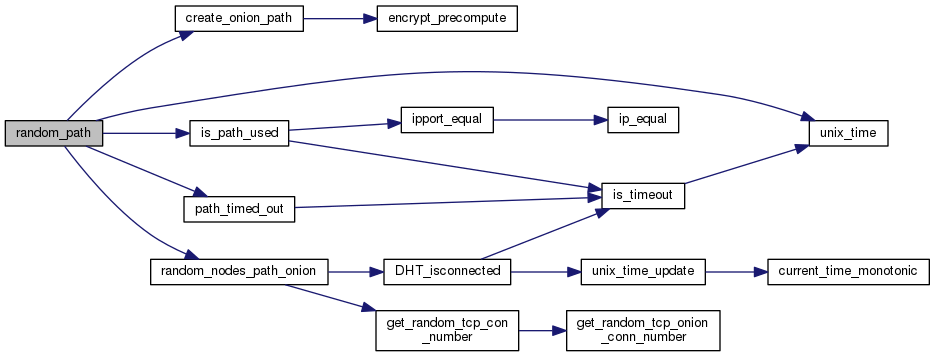 create_onion_path
encrypt_precompute
random_path
is_path_used
ipport_equal
ip_equal
unix_time
path_timed_out
is_timeout
random_nodes_path_onion
DHT_isconnected
unix_time_update
current_time_monotonic
get_random_tcp_con
_number
get_random_tcp_onion
_conn_number